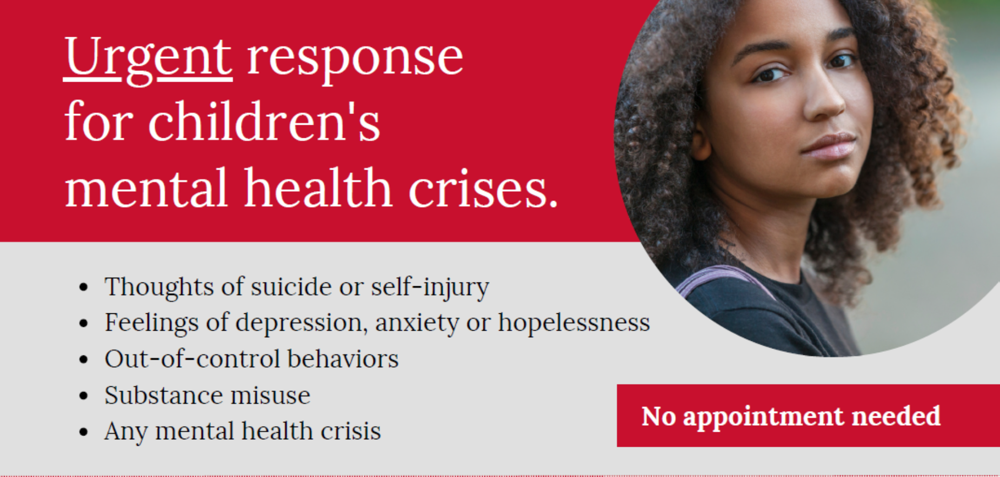 Urgent response
for children's
mental health crises.
• Thoughts of suicide or self-injury
• Feelings of depression, anxiety or hopelessness
• Out-of-control behaviors
• Substance misuse
• Any mental health crisis
No appointment needed